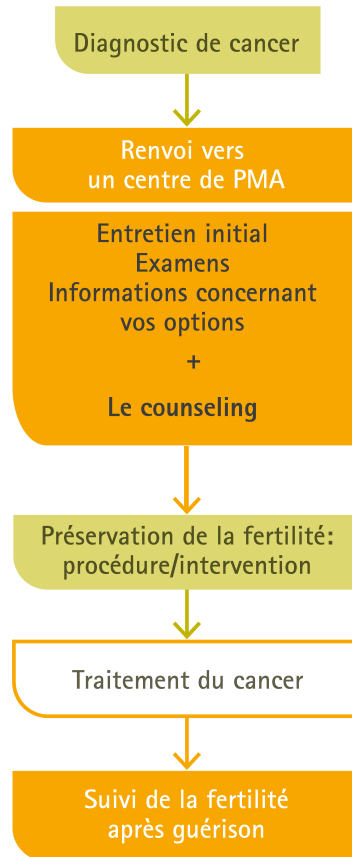 Diagnostic de cancer
Renvoi vers
un centre de PMA
Entretien initial
Examens
Informations concernant
vos options
+
Le counseling
Préservation de la fertilité:
procédure/intervention
Traitement du cancer
Suivi de la fertilité
après guérison